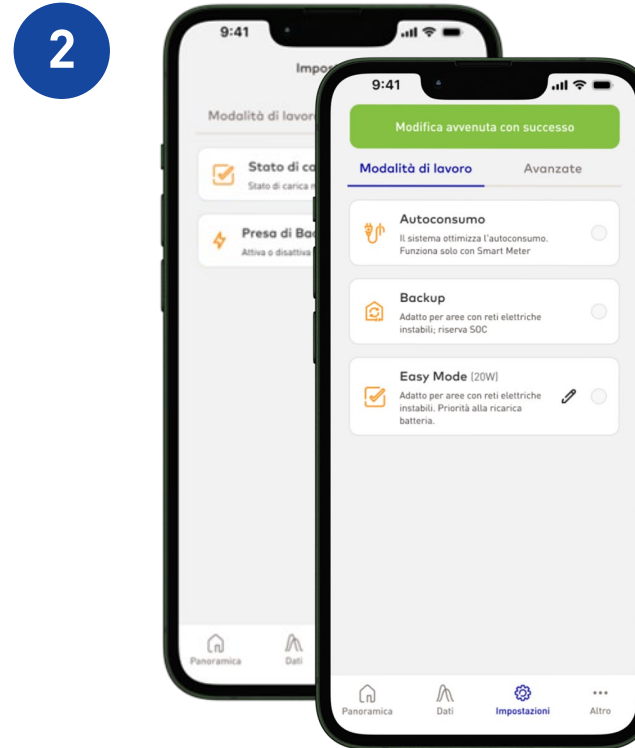 2
9:41
Impos
Modalità di lavor
Stato di ca
Stato di carica m
Presa di Bac
Attiva o disattiva
Panoramica
Dati
9:41
Modifica avvenuta con successo
Modalità di lavoro
Avanzate
Autoconsumo
Il sistema ottimizza l'autoconsumo.
Funziona solo con Smart Meter
Backup
Adatto per aree con reti elettriche
instabili; riserva SOC
Easy Mode (20W)
Adatto per aree con reti elettriche
instabili. Priorità alla ricarica
batteria.
Panoramica
Dati
Impostazioni
Altro